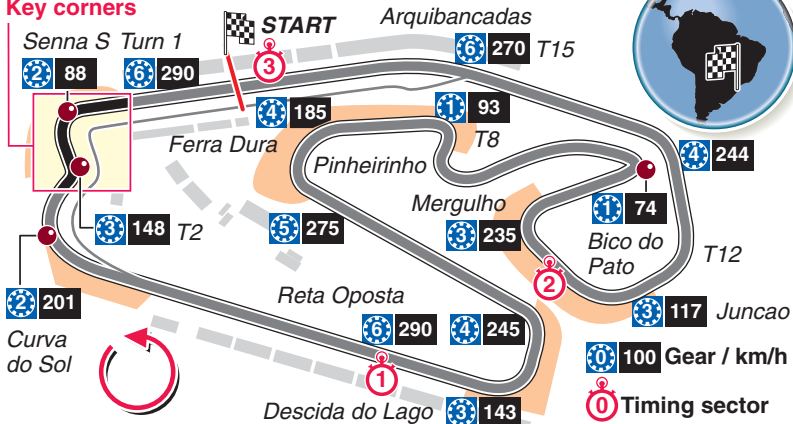 Key corners
Senna S Turn 1
2 88
6 290
START
3
Arquibancadas
6 270 T15
4 185
Ferra Dura
1 93
T8
Pinheirinho
4 244
Mergulho
3 235
1 74
Bico do
Pato
T12
3 148 T2
5 275
2
2 201
Curva
do Sol
Reta Oposta
6 290
4 245
1
3 117 Juncao
Descida do Lago 3 143
0 100 Gear / km/h
0 Timing sector